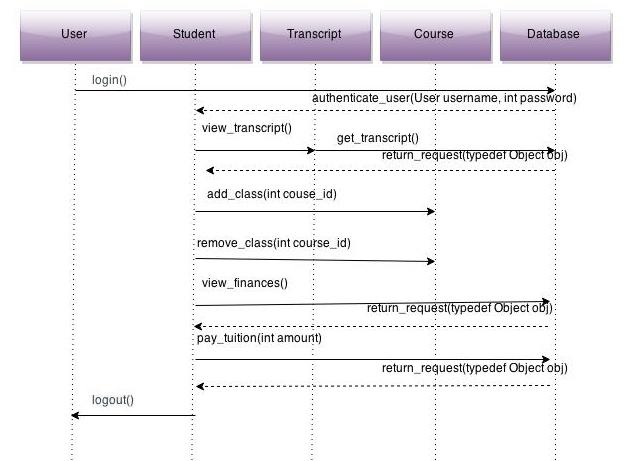 User
Student
Transcript
Course
Database
login()
authenticate_user(User username, int password)
view_transcript()
get_transcript()
return_request(typedef Object obj)
add_class(int couse_id)
remove_class(int course_id)
view_finances()
return_request(typedef Object obj)
pay_tuition(int amount)
return_request(typedef Object obj)
logout()